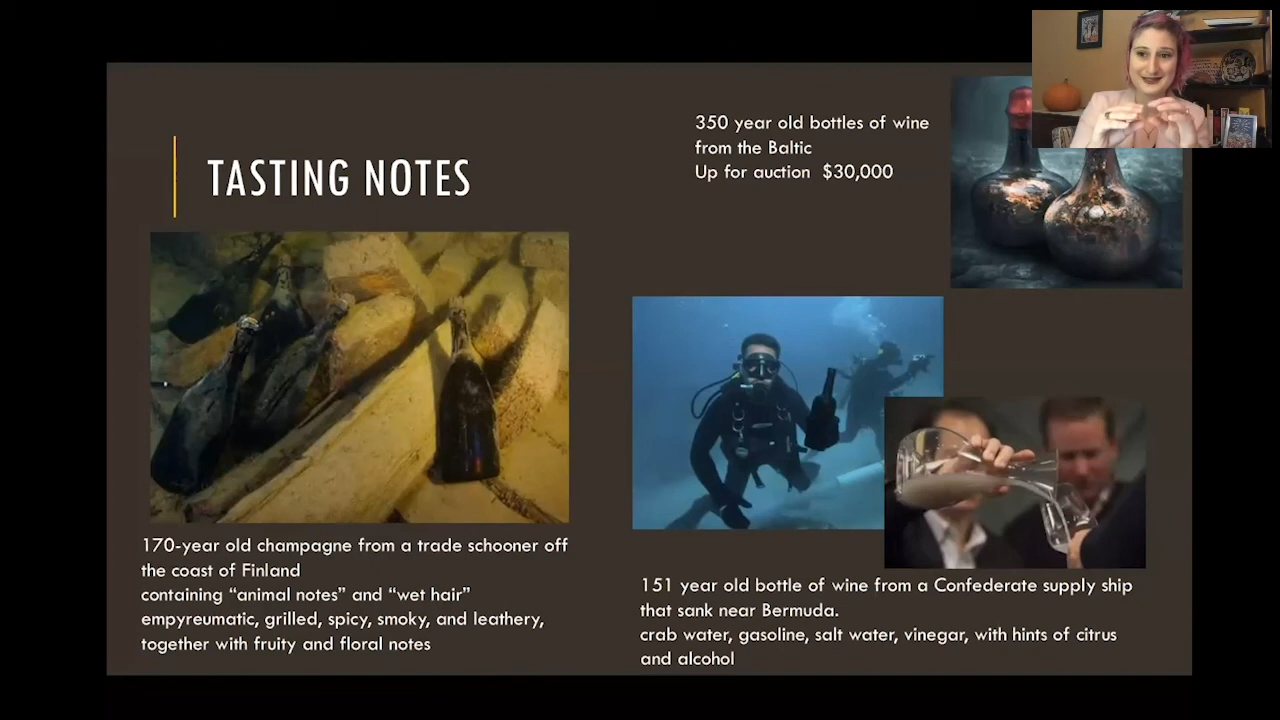 TASTING NOTES
350 year old bottles of wine
from the Baltic
Up for auction $30,000
170-year old champagne from a trade schooner off
the coast of Finland
containing “animal notes” and “wet hair”
empyreumatic, grilled, spicy, smoky, and leathery,
together with fruity and floral notes
151 year old bottle of wine from a Confederate supply ship
that sank near Bermuda.
crab water, gasoline, salt water, vinegar, with hints of citrus
and alcohol